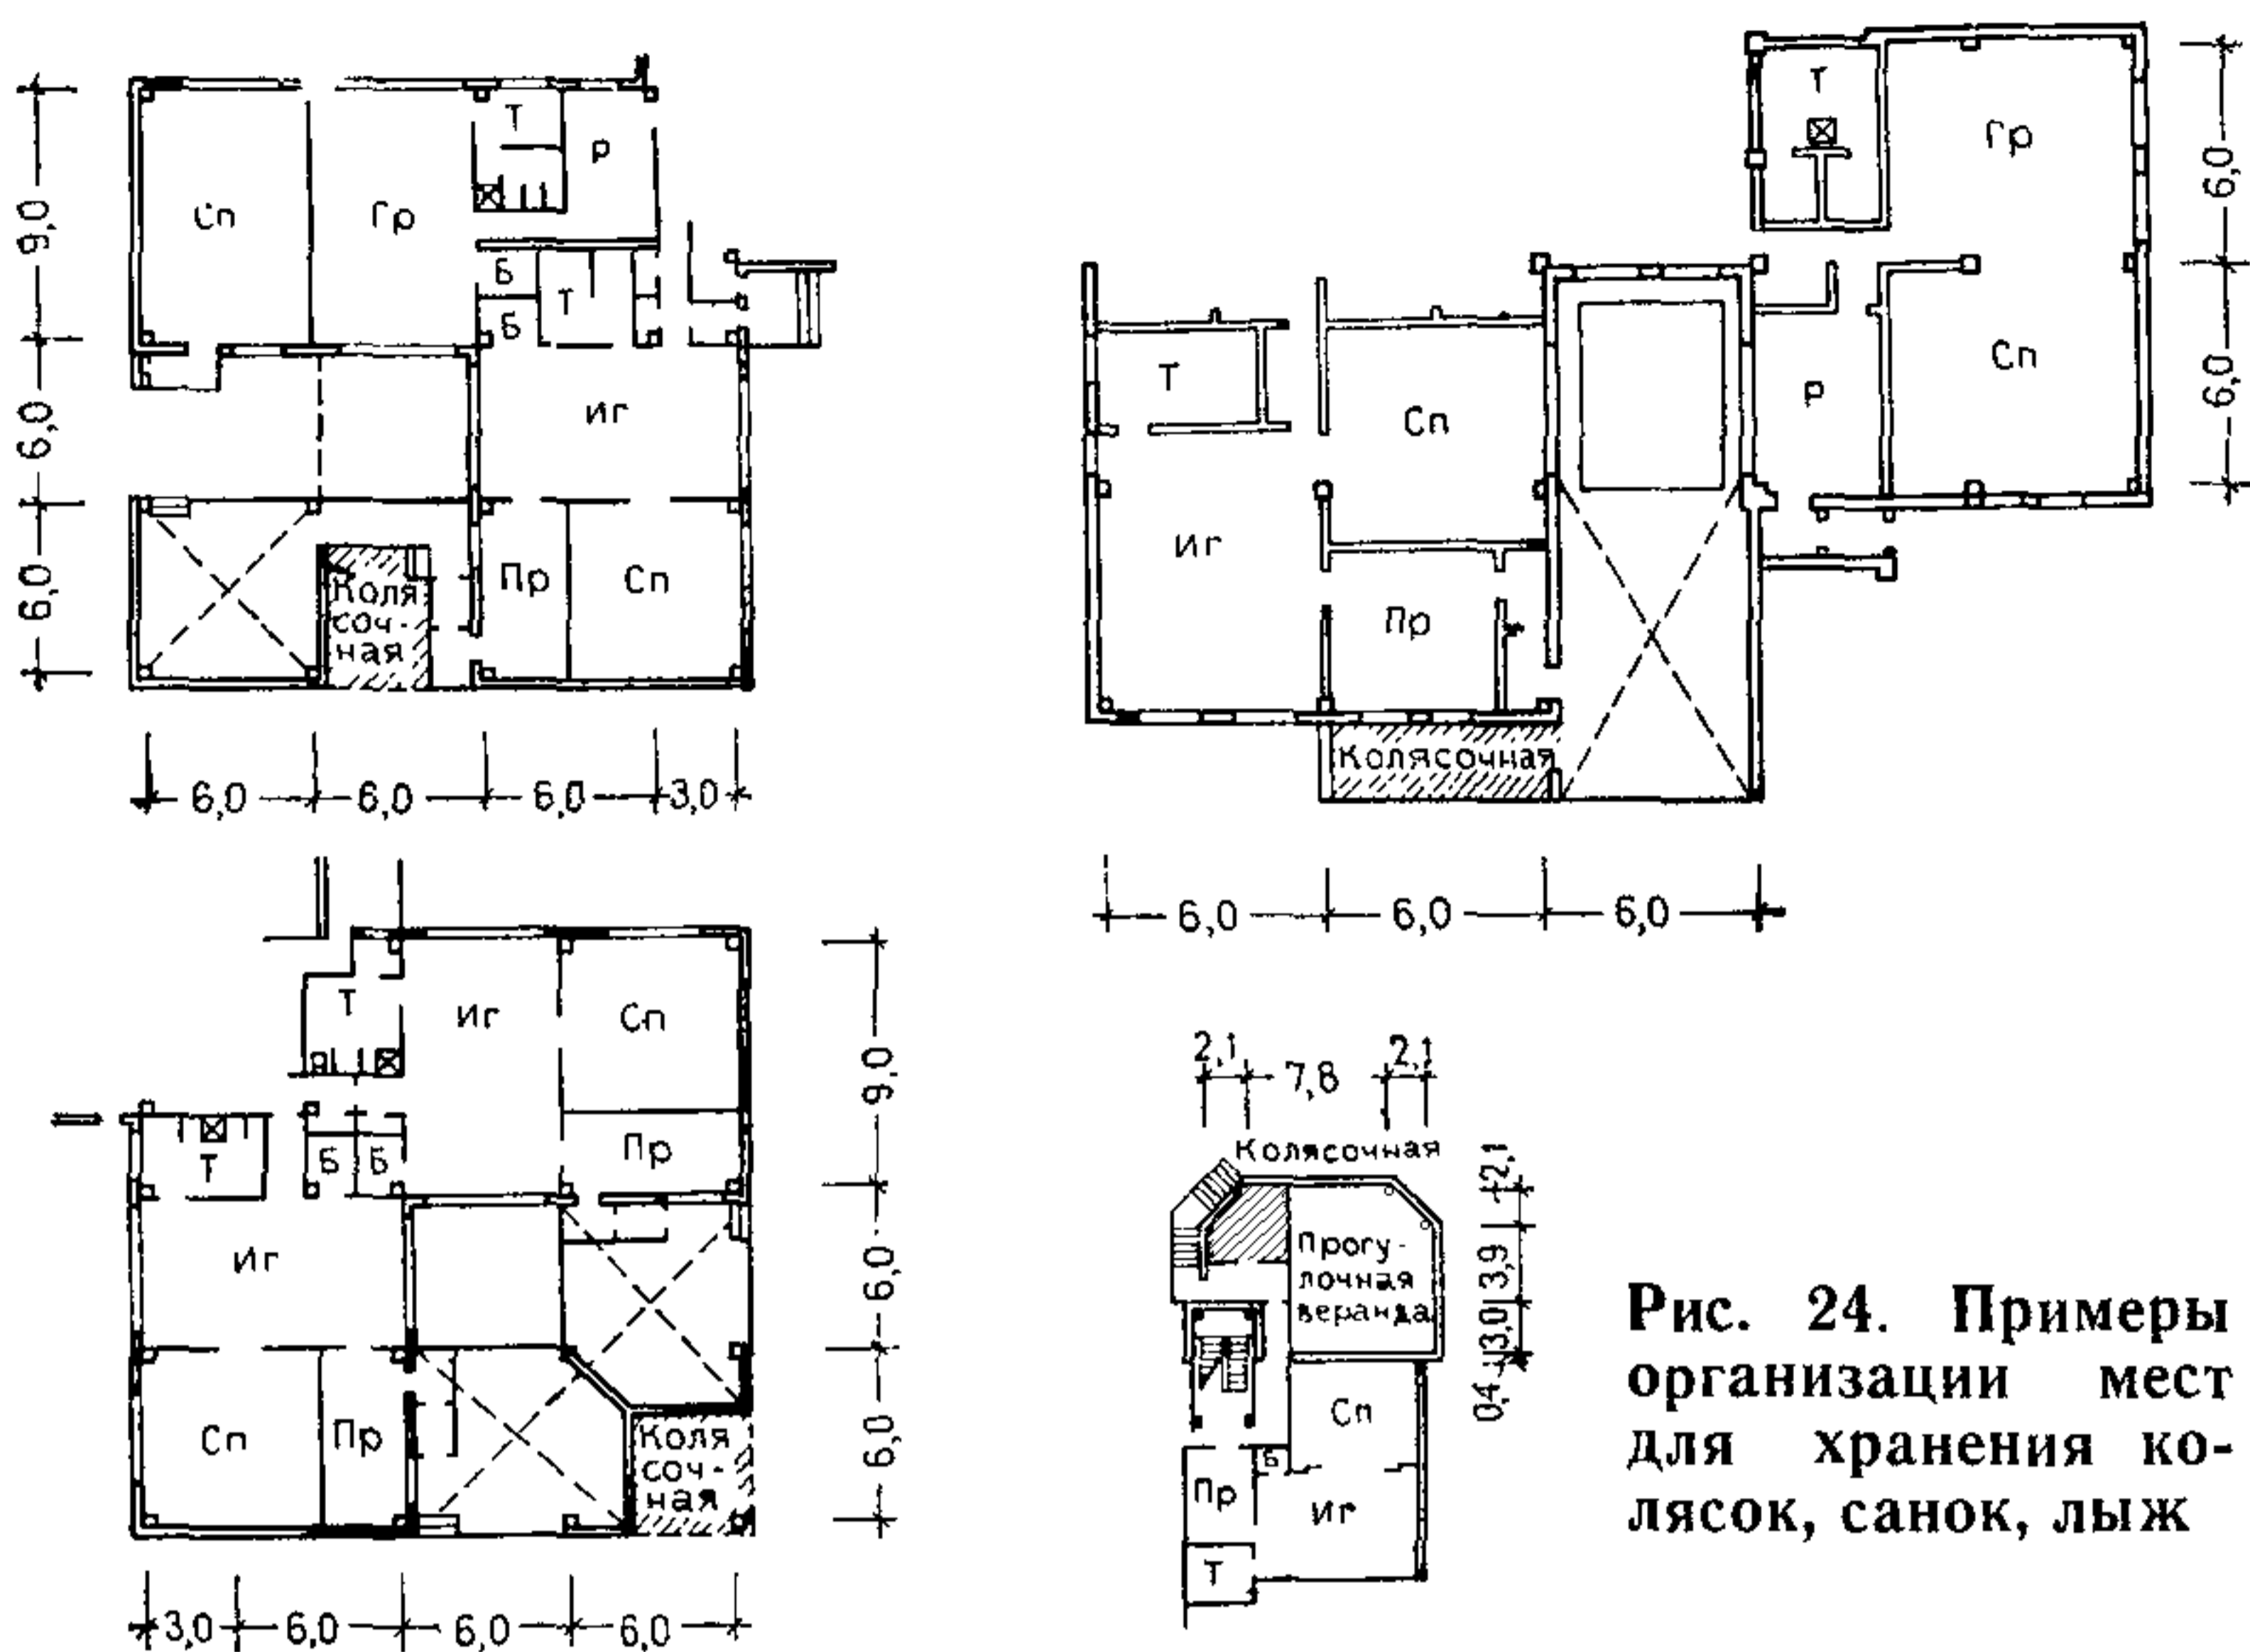 Сп
Гр
Т
Р
Б
Т
Б
Иг
Пр
Сп
Коля
соч-
ная
9,0
6,0
6,0
6,0
6,0
6,0
3,0
Т
Гр
Сп
Р
Т
Сп
Иг
Пр
Колясочная
6,0
6,0
6,0
6,0
6,0
Т
Иг
Сп
Пр
Т
Б
Б
Иг
Сп
Пр
Коля
соч-
ная
9,0
6,0
6,0
3,0
6,0
6,0
6,0
2,1
7,8
2,1
Колясочная
Прогу-
лочная
веранда
2,1
3,9
3,0
0,4
Сп
Б
Пр
Иг
Т
Рис. 24. Примеры
организации мест
для хранения ко-
лясок, санок, лыж